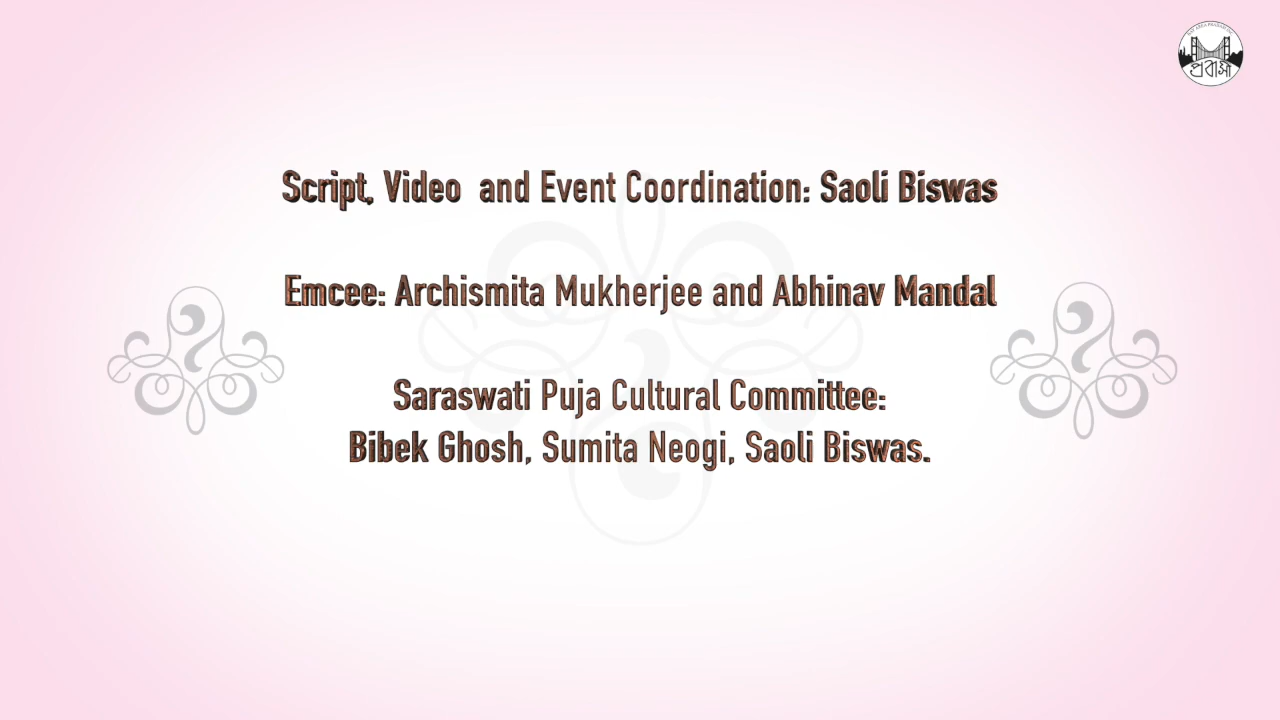 প্রবাসী
Script, Video and Event Coordination: Saoli Biswas
Emcee: Archismita Mukherjee and Abhinav Mandal
Saraswati Puja Cultural Committee:
Bibek Ghosh, Sumita Neogi, Saoli Biswas.